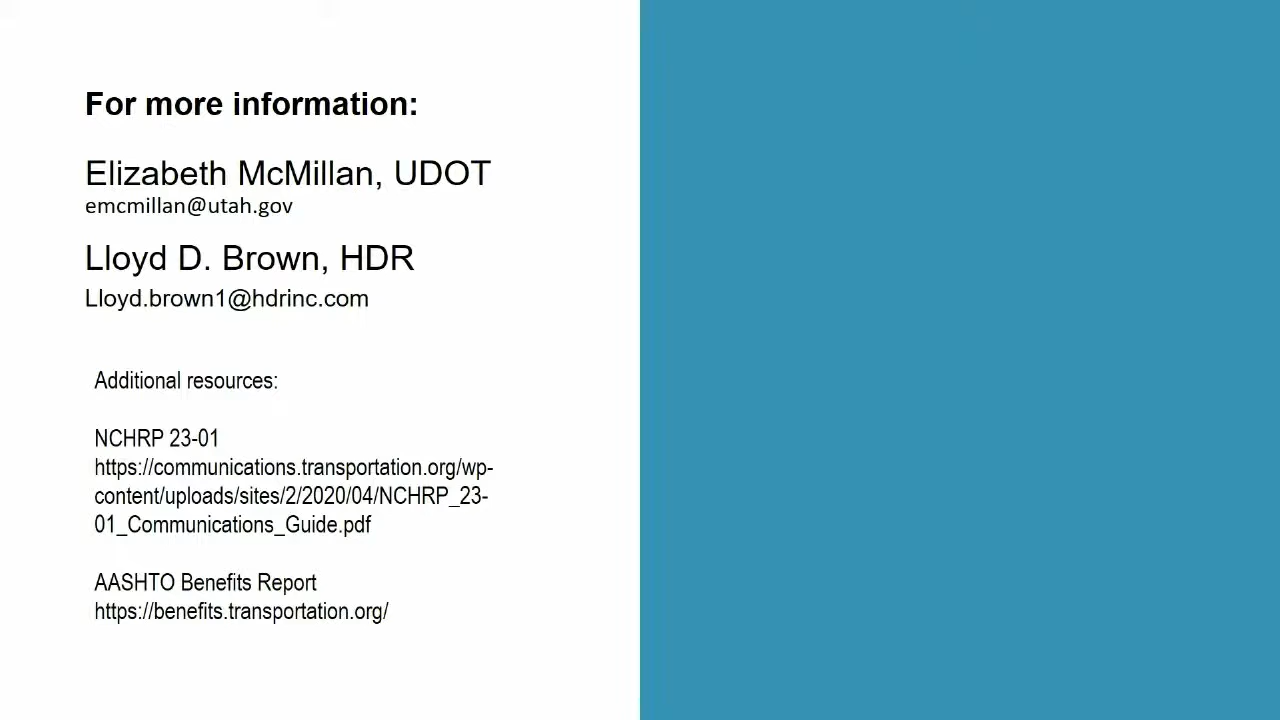 For more information:
Elizabeth McMillan, UDOT
emcmillan@utah.gov
Lloyd D. Brown, HDR
Lloyd.brown1@hdrinc.com
Additional resources:
NCHRP 23-01
https://communications.transportation.org/wp-
content/uploads/sites/2/2020/04/NCHRP_23-
01_Communications_Guide.pdf
AASHTO Benefits Report
https://benefits.transportation.org/